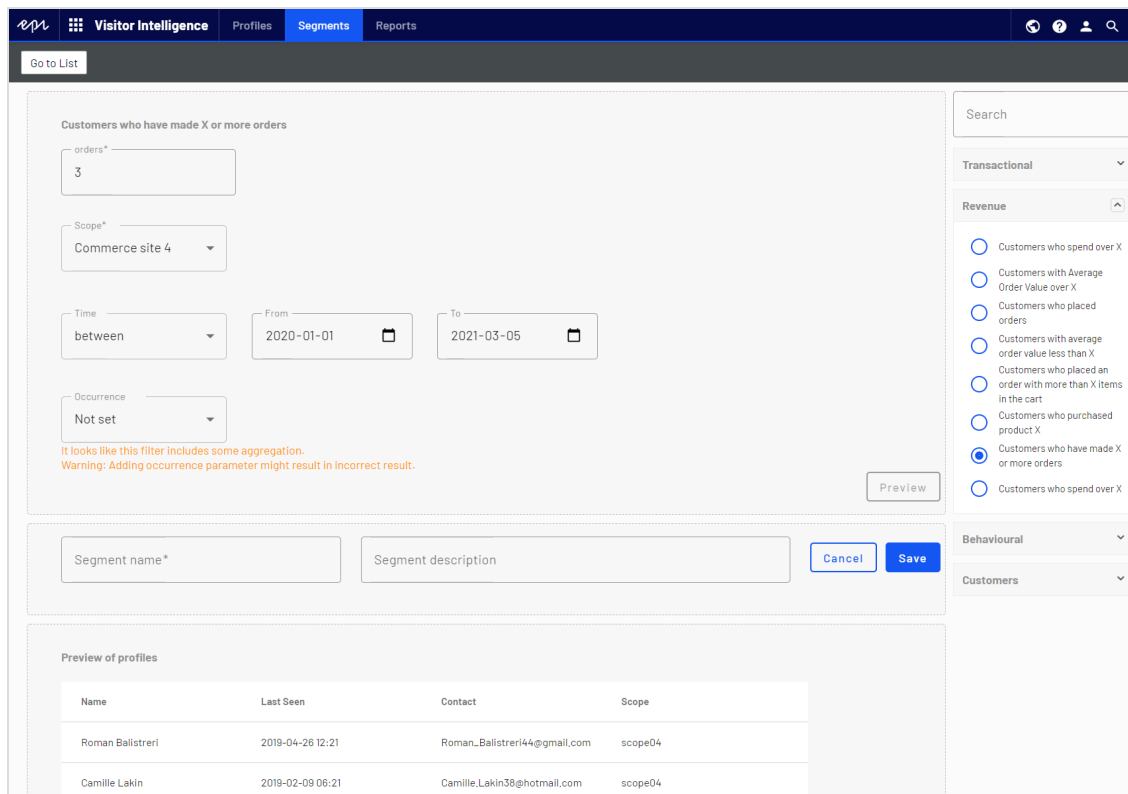 epi Visitor Intelligence Profiles Segments Reports
Go to List
Customers who have made X or more orders
orders*
3
Scope*
Commerce site 4
Time
between
From
2020-01-01
To
2021-03-05
Occurrence
Not set
It looks like this filter includes some aggregation.
Warning: Adding occurrence parameter might result in incorrect result.
Preview
Segment name*
Segment description
Cancel
Save
Preview of profiles
Name Last Seen Contact Scope
Roman Balistreri 2019-04-26 12:21 Roman_Balistreri44@gmail.com scope04
Camille Lakin 2019-02-09 06:21 Camille.Lakin38@hotmail.com scope04
Search
Transactional
Revenue
Customers who spend over X
Customers with Average
Order Value over X
Customers who placed
orders
Customers with average
order value less than X
Customers who placed an
order with more than X items
in the cart
Customers who purchased
product X
Customers who have made X
or more orders
Customers who spend over X
Behavioural
Customers